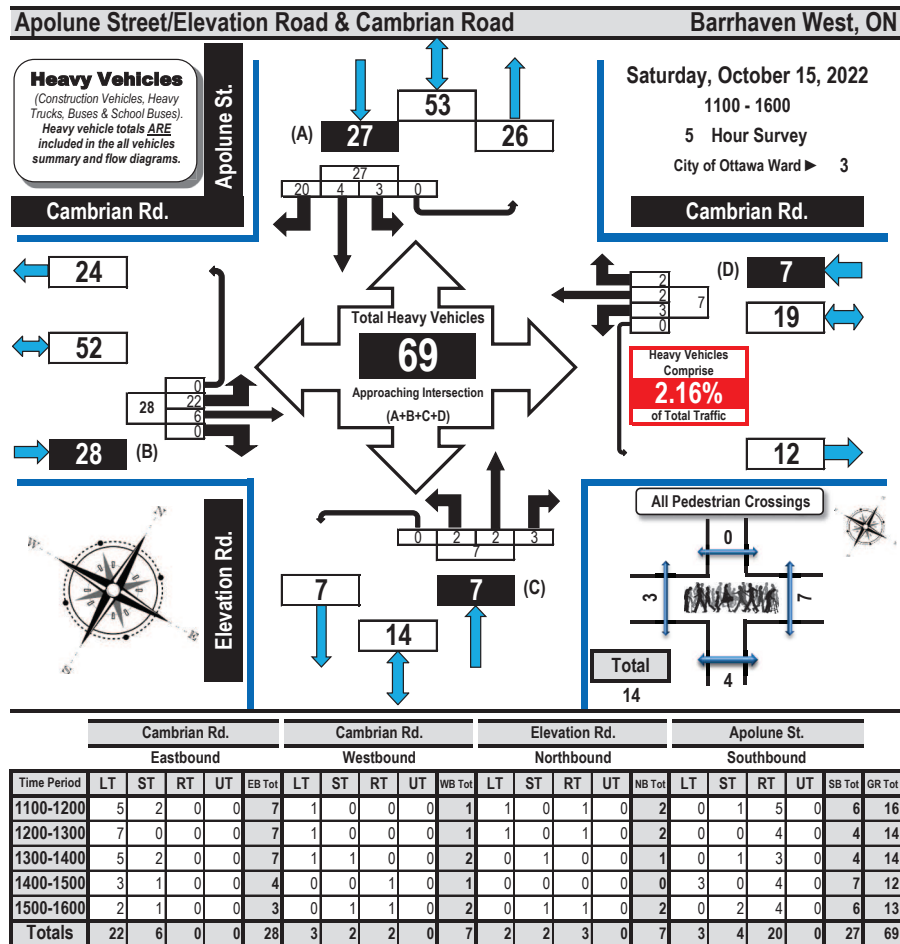 Apolune Street/Elevation Road & Cambrian Road Barrhaven West, ON
Heavy Vehicles
(Construction Vehicles, Heavy
Trucks, Buses & School Buses).
Heavy vehicle totals ARE
included in the all vehicles
summary and flow diagrams.
Apolune St.
Cambrian Rd.
53
(A) 27 26
27
20 4 3 0
Saturday, October 15, 2022
1100 - 1600
5 Hour Survey
City of Ottawa Ward ► 3
Cambrian Rd.
24
52
0
22
28
6
0
28 (B)
Total Heavy Vehicles
69
Approaching Intersection
(A+B+C+D)
2
2
7
3
0
(D) 7
19
Heavy Vehicles
Comprise
2.16%
of Total Traffic
12
N
W
E
S
Elevation Rd.
0 2 2 3
7
7
7 (C)
14
All Pedestrian Crossings
0
3
7
4
Total
14
Cambrian Rd. Cambrian Rd. Elevation Rd. Apolune St.
Eastbound Westbound Northbound Southbound
Time Period LT ST RT UT EB Tot LT ST RT UT WB Tot LT ST RT UT NB Tot LT ST RT UT SB Tot GR Tot
1100-1200 5 2 0 0 7 1 0 0 0 1 1 0 1 0 2 0 1 5 0 6 16
1200-1300 7 0 0 0 7 1 0 0 0 1 1 0 1 0 2 0 0 4 0 4 14
1300-1400 5 2 0 0 7 1 1 0 0 2 0 1 0 0 1 0 1 3 0 4 14
1400-1500 3 1 0 0 4 0 0 1 0 1 0 0 0 0 0 3 0 4 0 7 12
1500-1600 2 1 0 0 3 0 1 1 0 2 0 1 1 0 2 0 2 4 0 6 13
Totals 22 6 0 0 28 3 2 2 0 7 2 2 3 0 7 3 4 20 0 27 69